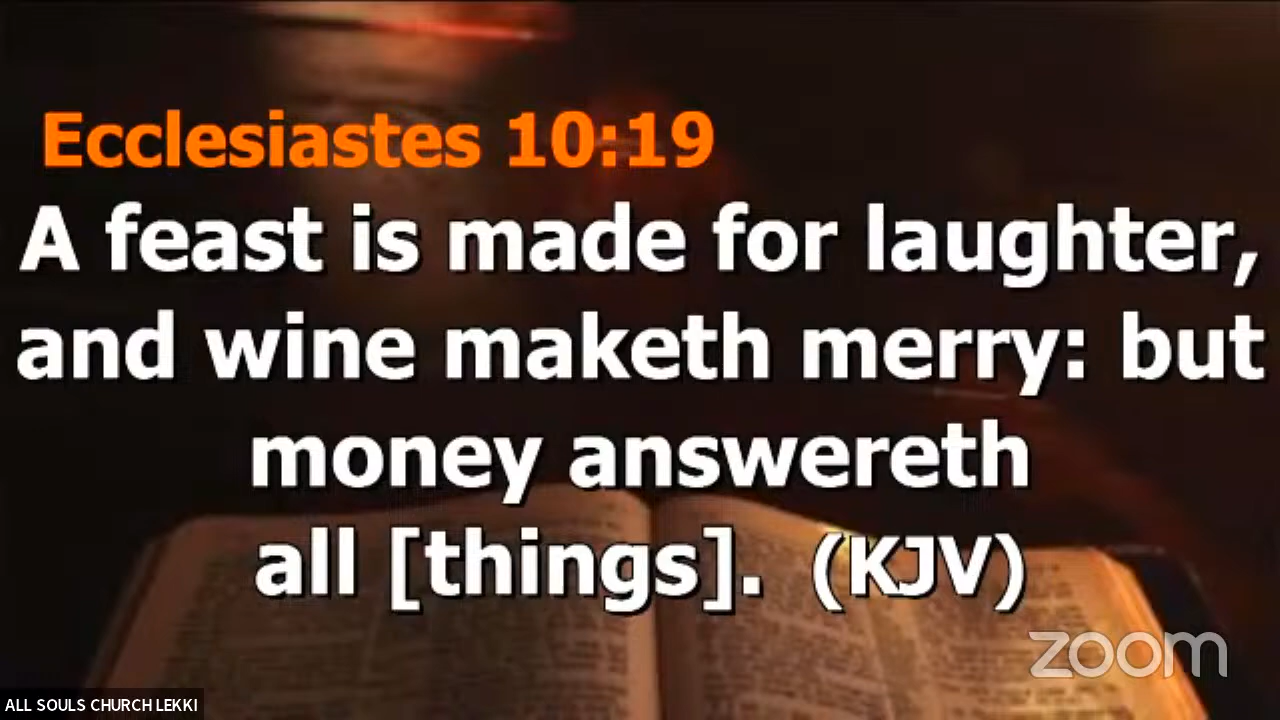 Ecclesiastes 10:19
A feast is made for laughter,
and wine maketh merry: but
money answereth
all [things]. (KJV)
zoom
ALL SOULS CHURCH LEKKI